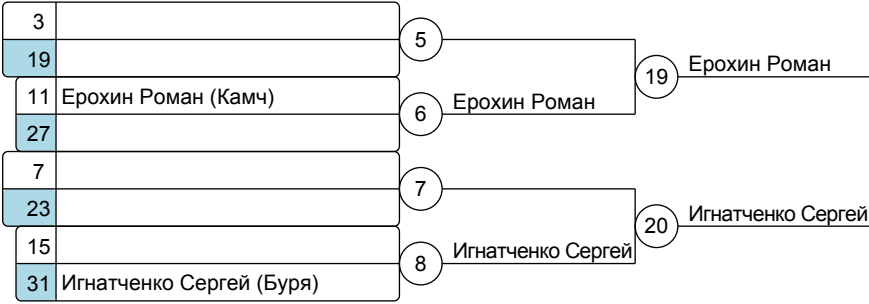 3
19
5
11 Ерохин Роман (Камч)
27
6
Ерохин Роман
19
Ерохин Роман
7
23
7
15
31 Игнатченко Сергей (Буря)
8
Игнатченко Сергей
20
Игнатченко Сергей